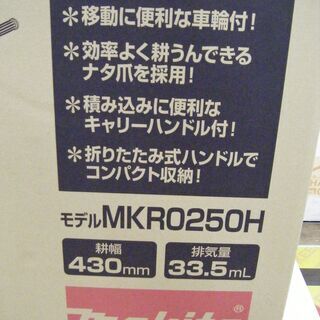 *移動に便利な車輪付!
*効率よく耕うんできる
ナタ爪を採用!
*積み込みに便利な
キャリーハンドル付!
*折りたたみ式ハンドルで
コンパクト収納!
モデルMKR0250H
耕幅 排気量
430mm 33.5mL
®